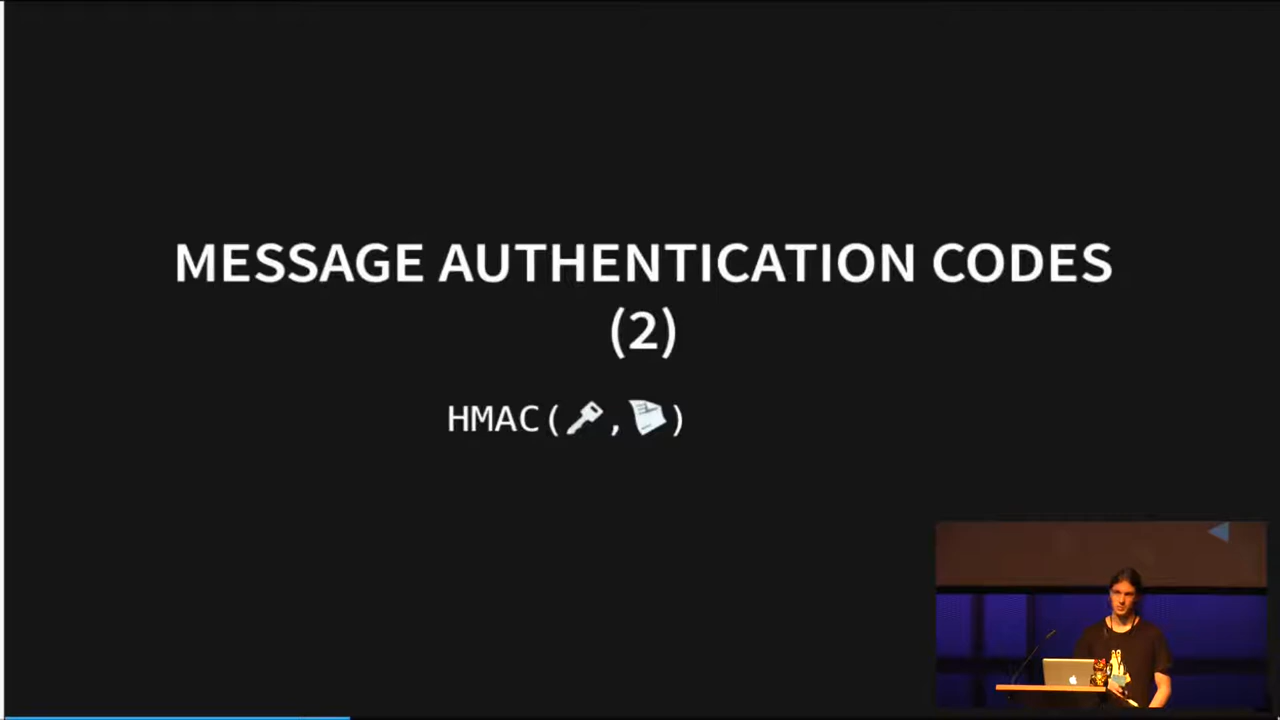 MESSAGE AUTHENTICATION CODES
(2)
HMAC(🔑,📄)